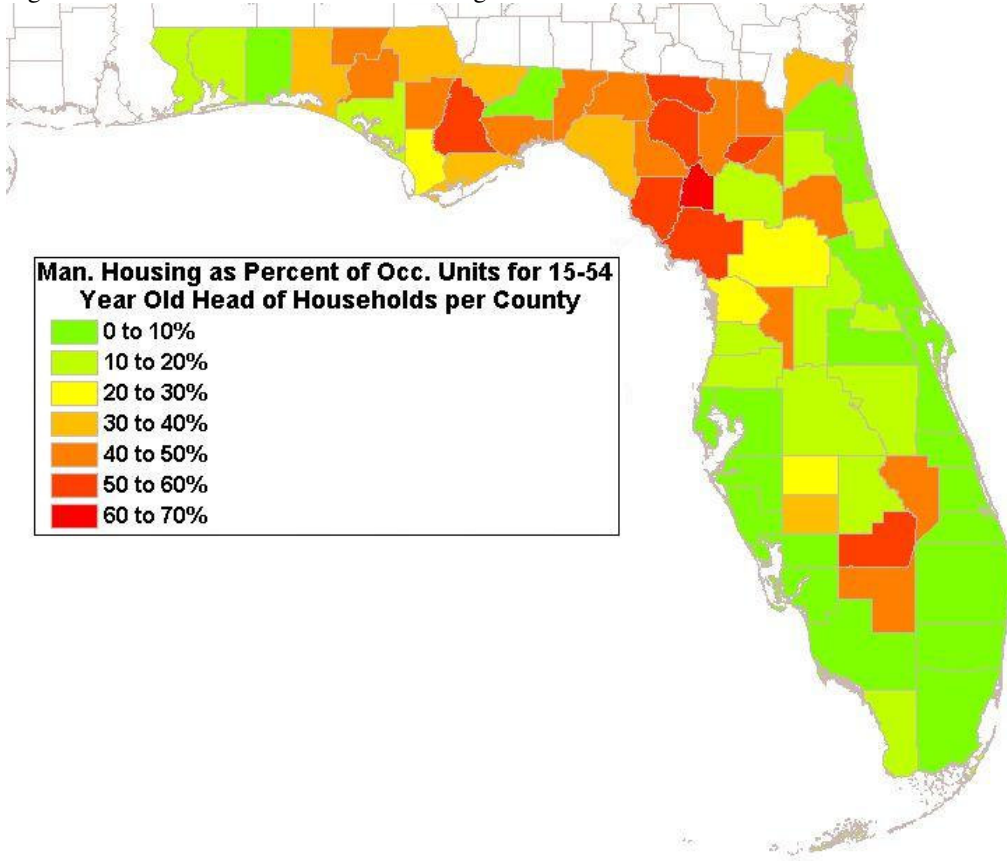 Man. Housing as Percent of Occ. Units for 15-54
Year Old Head of Households per County
0 to 10%
10 to 20%
20 to 30%
30 to 40%
40 to 50%
50 to 60%
60 to 70%